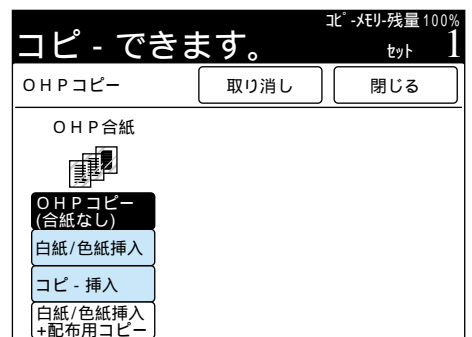 コピ-メモリ-残量100%
コピ-できます。
セット 1
OHPコピー
取り消し
閉じる
OHP合紙
OHPコピー
(合紙なし)
白紙/色紙挿入
コピ-挿入
白紙/色紙挿入
+配布用コピー